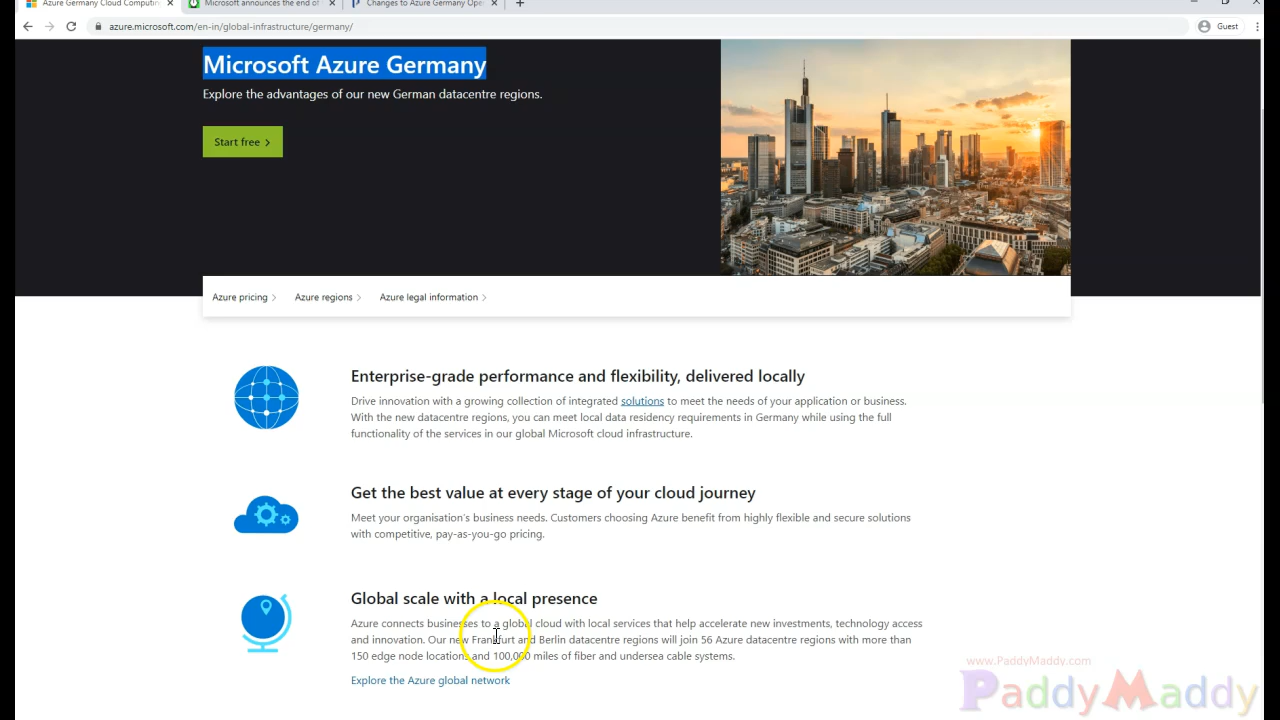 Azure Germany Cloud Computin
Microsoft announces the end of
Changes to Azure Germany Ope
azure.microsoft.com/en-in/global-infrastructure/germany/
Guest
Microsoft Azure Germany
Explore the advantages of our new German datacentre regions.
Start free
Azure pricing
Azure regions
Azure legal information
Enterprise-grade performance and flexibility, delivered locally
Drive innovation with a growing collection of integrated solutions to meet the needs of your application or business.
With the new datacentre regions, you can meet local data residency requirements in Germany while using the full
functionality of the services in our global Microsoft cloud infrastructure.
Get the best value at every stage of your cloud journey
Meet your organisation's business needs. Customers choosing Azure benefit from highly flexible and secure solutions
with competitive, pay-as-you-go pricing.
Global scale with a local presence
Azure connects businesses to a global cloud with local services that help accelerate new investments, technology access
and innovation. Our new Frankfurt and Berlin datacentre regions will join 56 Azure datacentre regions with more than
150 edge node locations and 100,000 miles of fiber and undersea cable systems.
Explore the Azure global network
www.PaddyMaddy.com
PaddyMaddy